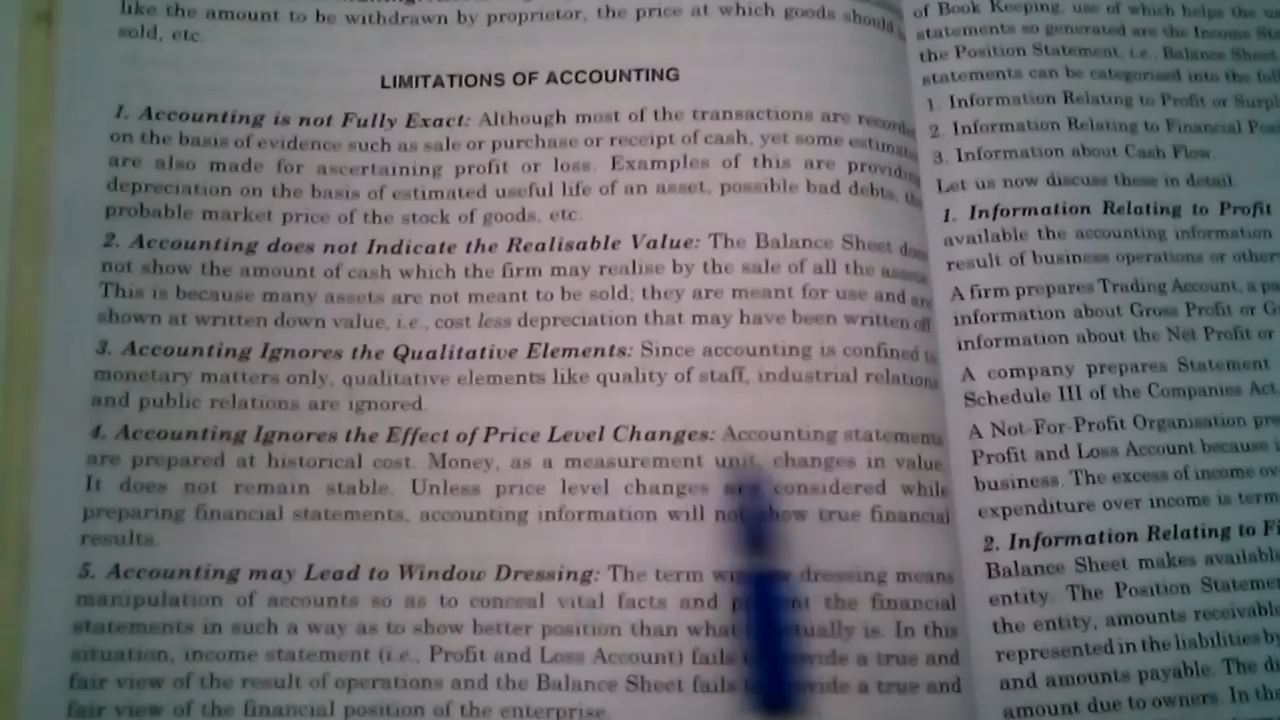 like the amount to be withdrawn by proprietor, the price at which goods should
sold, etc.
LIMITATIONS OF ACCOUNTING
1. Accounting is not Fully Exact: Although most of the transactions are
on the basis of evidence such as sale or purchase or receipt of cash, yet some
are also made for ascertaining profit or loss. Examples of this are providing
depreciation on the basis of estimated useful life of an asset, possible bad debts,
probable market price of the stock of goods, etc.
2. Accounting does not Indicate the Realisable Value: The Balance Sheet does
not show the amount of cash which the firm may realise by the sale of all the
This is because many assets are not meant to be sold; they are meant for use and
shown at written down value, i.e., cost less depreciation that may have been written off
3. Accounting Ignores the Qualitative Elements: Since accounting is confined to
monetary matters only, qualitative elements like quality of staff, industrial relations
and public relations are ignored.
4. Accounting Ignores the Effect of Price Level Changes: Accounting statements
are prepared at historical cost. Money, as a measurement unit, changes in value.
It does not remain stable. Unless price level changes considered while
preparing financial statements, accounting information will true financial
results.
5. Accounting may Lead to Window Dressing: The term dressing means
manipulation of accounts so as to conceal vital facts and the financial
statements in such a way as to show better position than what is. In this
situation, income statement (i.e., Profit and Loss Account) fails a true and
fair view of the result of operations and the Balance Sheet fails a true and
fair view of the financial position of the enterprise.
of Book Keeping, use of which helps the
statements so generated are the Income
the Position Statement, i.e., Balance Sheet
statements can be categorised into the
1. Information Relating to Profit or
2. Information Relating to Financial
3. Information about Cash Flow.
Let us now discuss these in detail.
1. Information Relating to Profit
available the accounting information
result of business operations or
A firm prepares Trading Account, a
information about Gross Profit or
information about the Net Profit or
A company prepares Statement
Schedule III of the Companies Act
A Not-For-Profit Organisation
Profit and Loss Account because
business. The excess of income
expenditure over income is
2. Information Relating to
Balance Sheet makes
entity. The Position
the entity, amounts
represented in the liabilities by
and amounts payable. The
amount due to owners. In